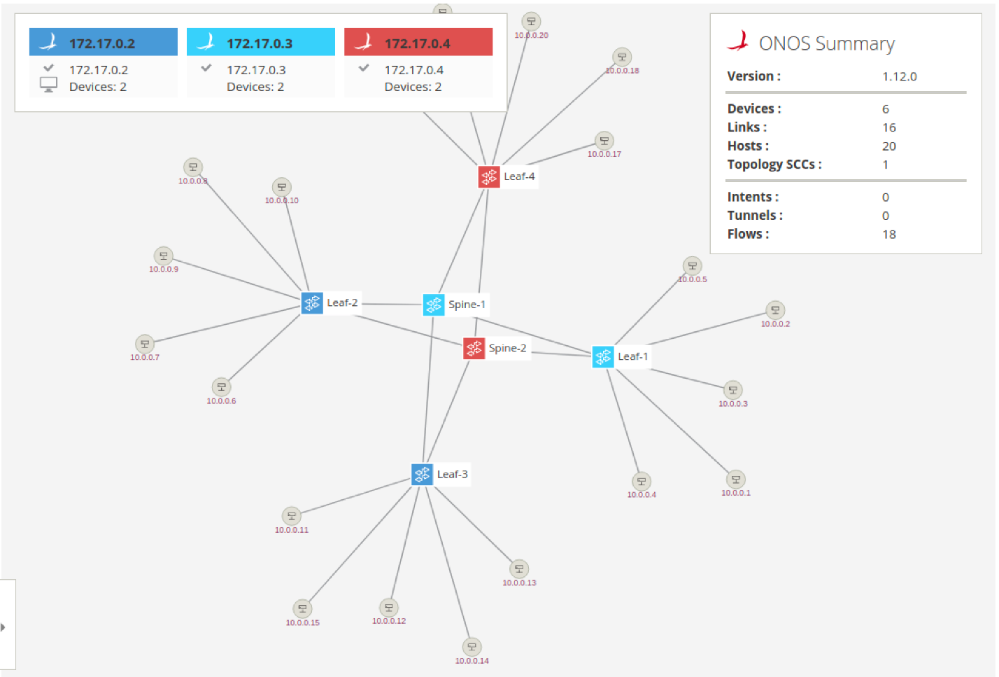 172.17.0.2
172.17.0.2
Devices: 2
172.17.0.3
172.17.0.3
Devices: 2
172.17.0.4
172.17.0.4
Devices: 2
ONOS Summary
Version : 1.12.0
Devices : 6
Links : 16
Hosts : 20
Topology SCCs : 1
Intents : 0
Tunnels : 0
Flows : 18
10.0.0.20
10.0.0.18
10.0.0.17
Leaf-4
10.0.0.8
10.0.0.10
10.0.0.9
10.0.0.5
Leaf-2
Spine-1
10.0.0.2
Spine-2
10.0.0.7
Leaf-1
10.0.0.6
10.0.0.3
Leaf-3
10.0.0.4
10.0.0.1
10.0.0.11
10.0.0.13
10.0.0.15
10.0.0.12
10.0.0.14